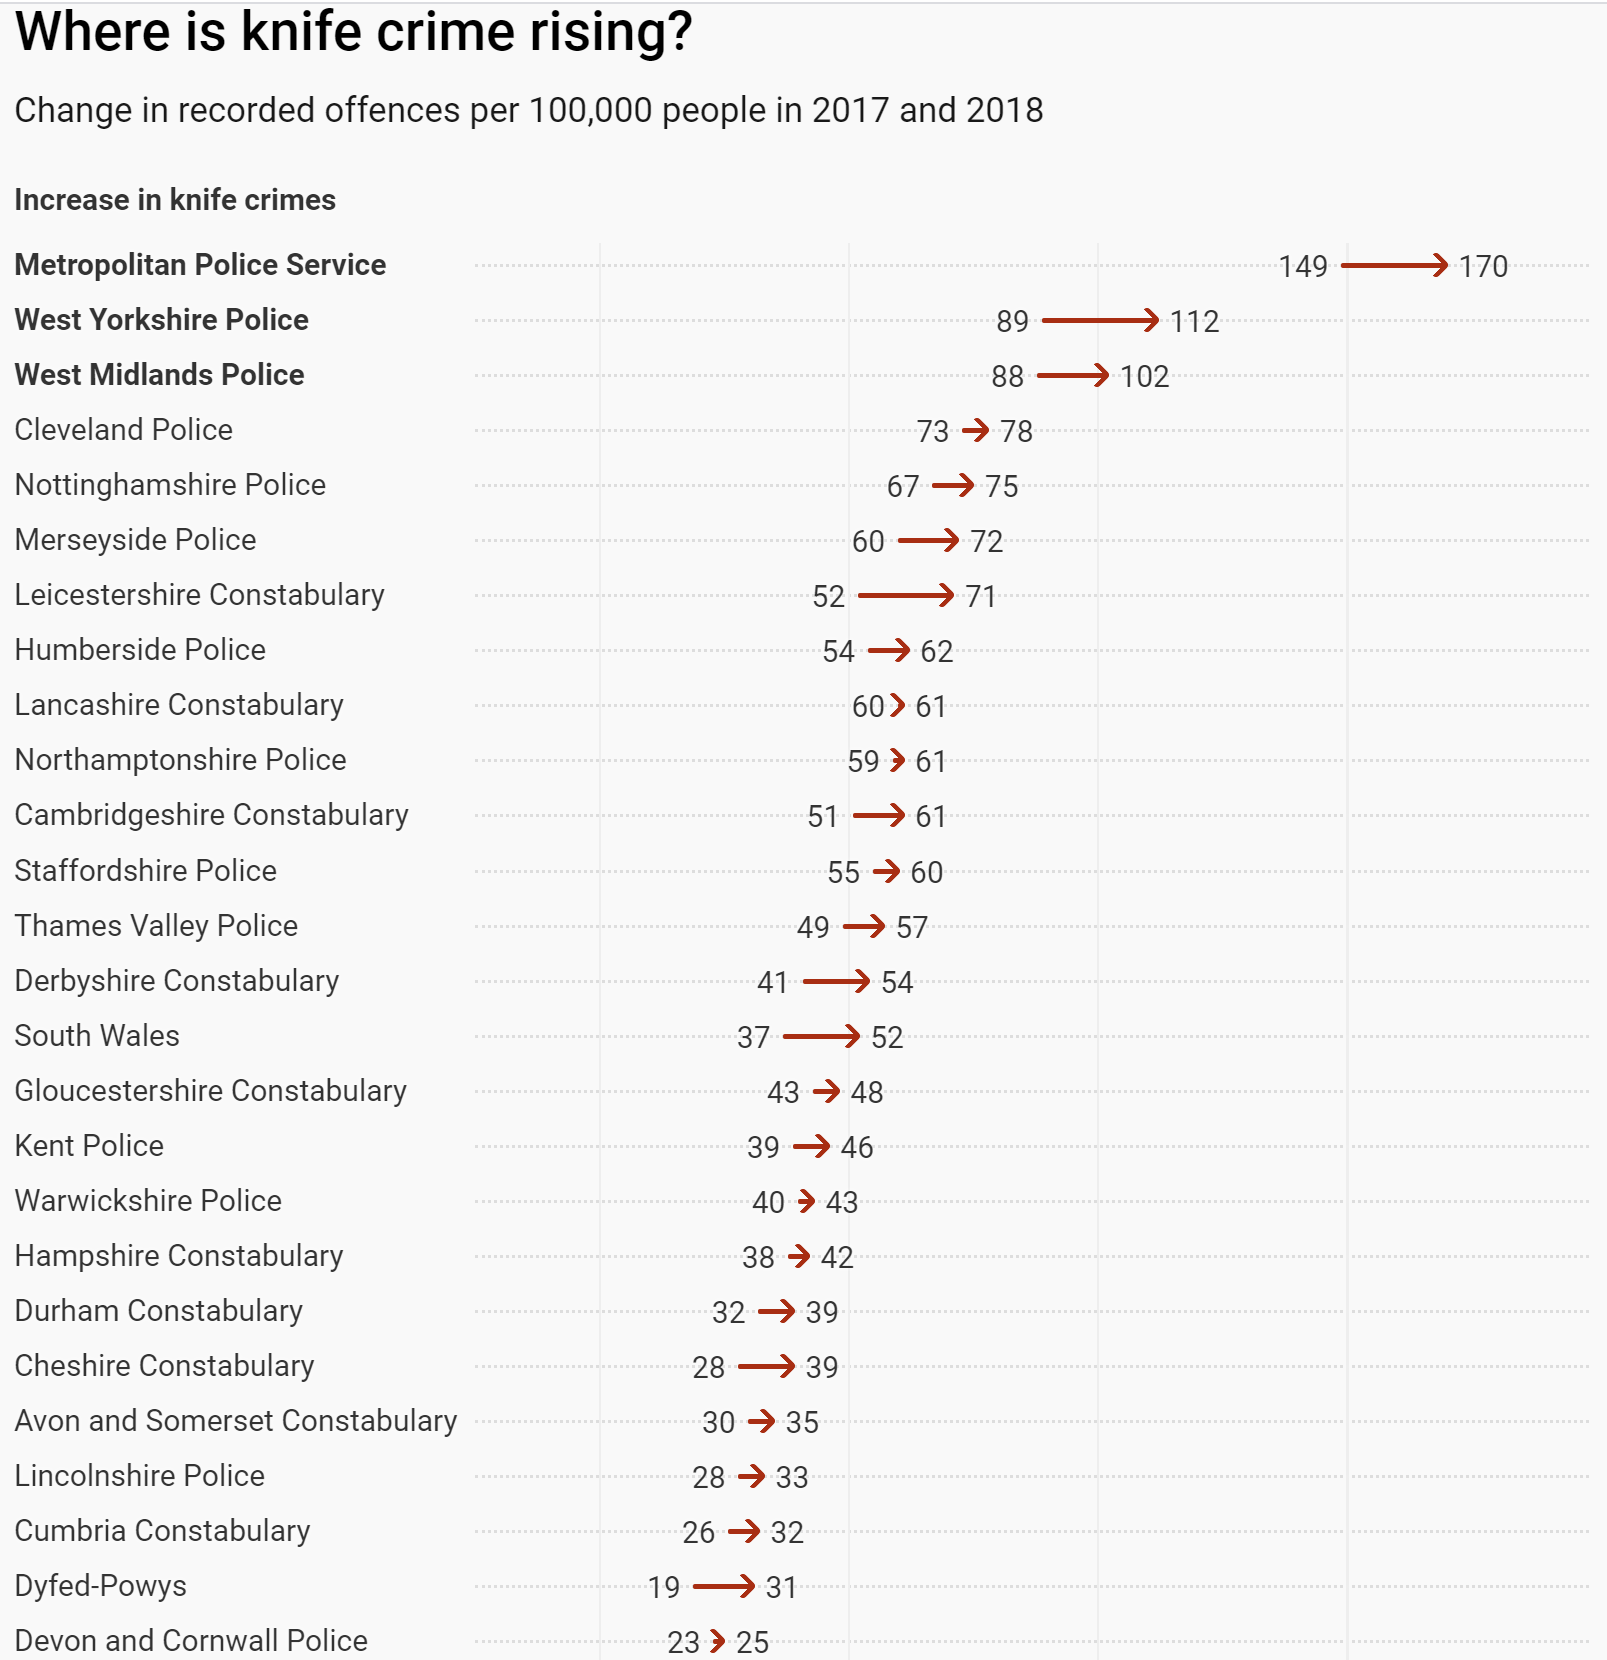 Where is knife crime rising?
Change in recorded offences per 100,000 people in 2017 and 2018
Increase in knife crimes
Metropolitan Police Service 149 170
West Yorkshire Police 89 112
West Midlands Police 88 102
Cleveland Police 73 78
Nottinghamshire Police 67 75
Merseyside Police 60 72
Leicestershire Constabulary 52 71
Humberside Police 54 62
Lancashire Constabulary 60 61
Northamptonshire Police 59 61
Cambridgeshire Constabulary 51 61
Staffordshire Police 55 60
Thames Valley Police 49 57
Derbyshire Constabulary 41 54
South Wales 37 52
Gloucestershire Constabulary 43 48
Kent Police 39 46
Warwickshire Police 40 43
Hampshire Constabulary 38 42
Durham Constabulary 32 39
Cheshire Constabulary 28 39
Avon and Somerset Constabulary 30 35
Lincolnshire Police 28 33
Cumbria Constabulary 26 32
Dyfed-Powys 19 31
Devon and Cornwall Police 23 25